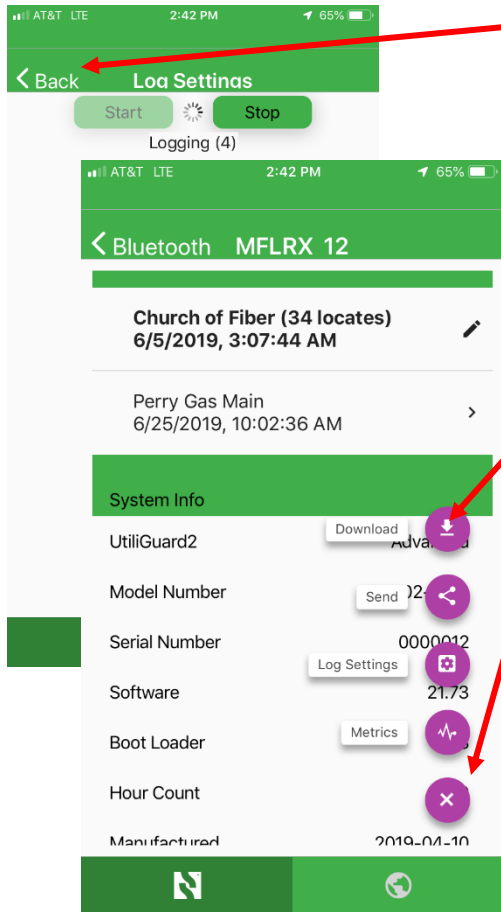 AT&T LTE 2:42 PM 65%
Back Log Settings
Start Stop
Logging (4)
AT&T LTE 2:42 PM 65%
Bluetooth MFLRX 12
Church of Fiber (34 locates)
6/5/2019, 3:07:44 AM
Perry Gas Main
6/25/2019, 10:02:36 AM
System Info
Download
UtiliGuard2
Model Number
Send
Serial Number 0000012
Log Settings
Software 21.73
Metrics
Boot Loader
Hour Count
Manufactured 2019-04-10